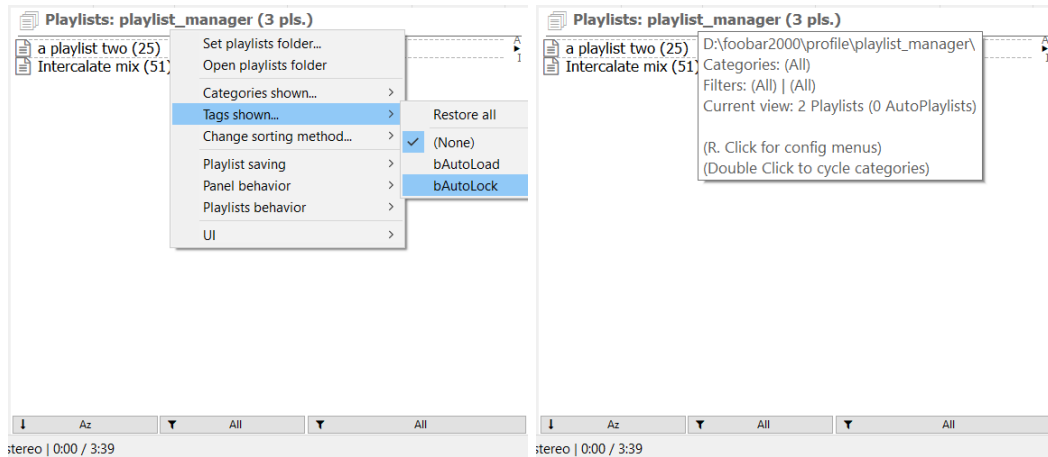 Playlists: playlist_manager (3 pls.)
a playlist two (25)
Intercalate mix (51)
A
I
Set playlists folder...
Open playlists folder
Categories shown...
Tags shown...
Change sorting method...
Playlist saving
Panel behavior
Playlists behavior
UI
Restore all
(None)
bAutoLoad
bAutoLock
Az
All
All
stereo | 0:00 / 3:39
Playlists: playlist_manager (3 pls.)
a playlist two (25)
Intercalate mix (51)
A
I
D:\foobar2000\profile\playlist_manager\
Categories: (All)
Filters: (All) | (All)
Current view: 2 Playlists (0 AutoPlaylists)
(R. Click for config menus)
(Double Click to cycle categories)
Az
All
All
stereo | 0:00 / 3:39